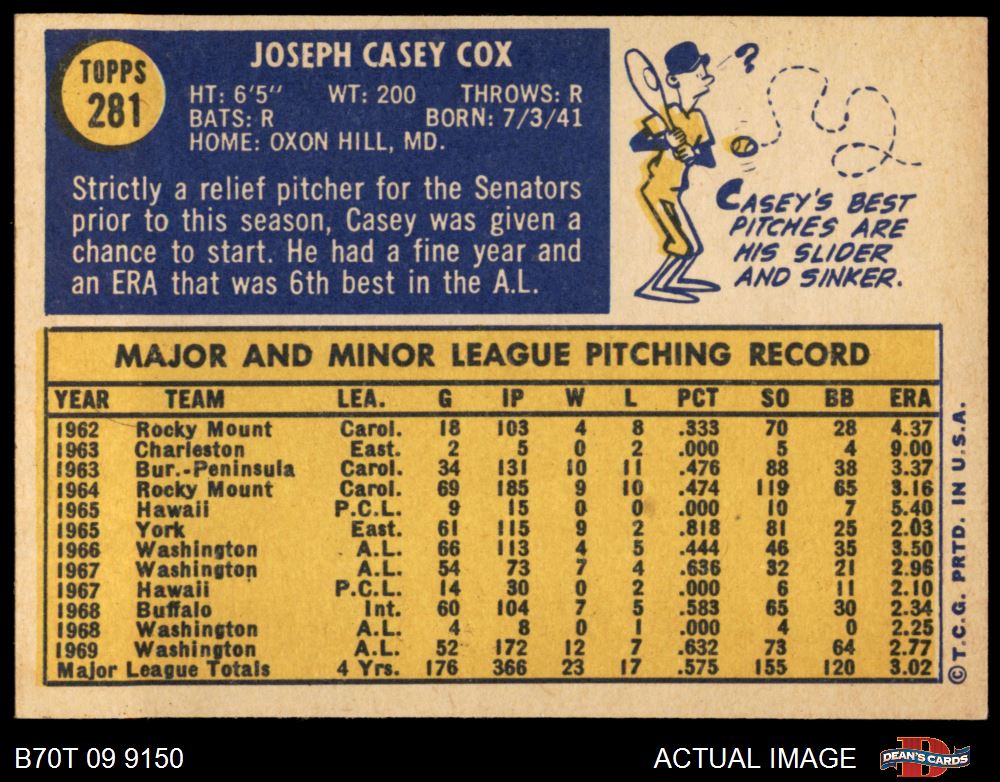 TOPPS
281
JOSEPH CASEY COX
HT: 6'5" WT: 200 THROWS: R
BATS: R BORN: 7/3/41
HOME: OXON HILL, MD.
Strictly a relief pitcher for the Senators
prior to this season, Casey was given a
chance to start. He had a fine year and
an ERA that was 6th best in the A.L.
?
CASEY'S BEST
PITCHES ARE
HIS SLIDER
AND SINKER.
MAJOR AND MINOR LEAGUE PITCHING RECORD
YEAR TEAM LEA. G IP W L PCT SO BB ERA
1962 Rocky Mount Carol. 18 103 4 8 .333 70 28 4.37
1963 Charleston East. 2 5 0 2 .000 5 4 9.00
1963 Bur.-Peninsula Carol. 34 131 10 11 .476 88 38 3.37
1964 Rocky Mount Carol. 69 185 9 10 .474 119 65 3.16
1965 Hawaii P.C.L. 9 15 0 0 .000 10 7 5.40
1965 York East. 61 115 9 2 .818 81 25 2.03
1966 Washington A.L. 66 113 4 5 .444 46 35 3.50
1967 Washington A.L. 54 73 7 4 .636 32 21 2.96
1967 Hawaii P.C.L. 14 30 0 2 .000 6 11 2.10
1968 Buffalo Int. 60 104 7 5 .583 65 30 2.34
1968 Washington A.L. 4 8 0 1 .000 4 0 2.25
1969 Washington A.L. 52 172 12 7 .632 73 64 2.77
Major League Totals 4 Yrs. 176 366 23 17 .575 155 120 3.02
© T.C.G. PRTD. IN U.S.A.
B70T 09 9150
ACTUAL IMAGE
DEAN'S CARDS